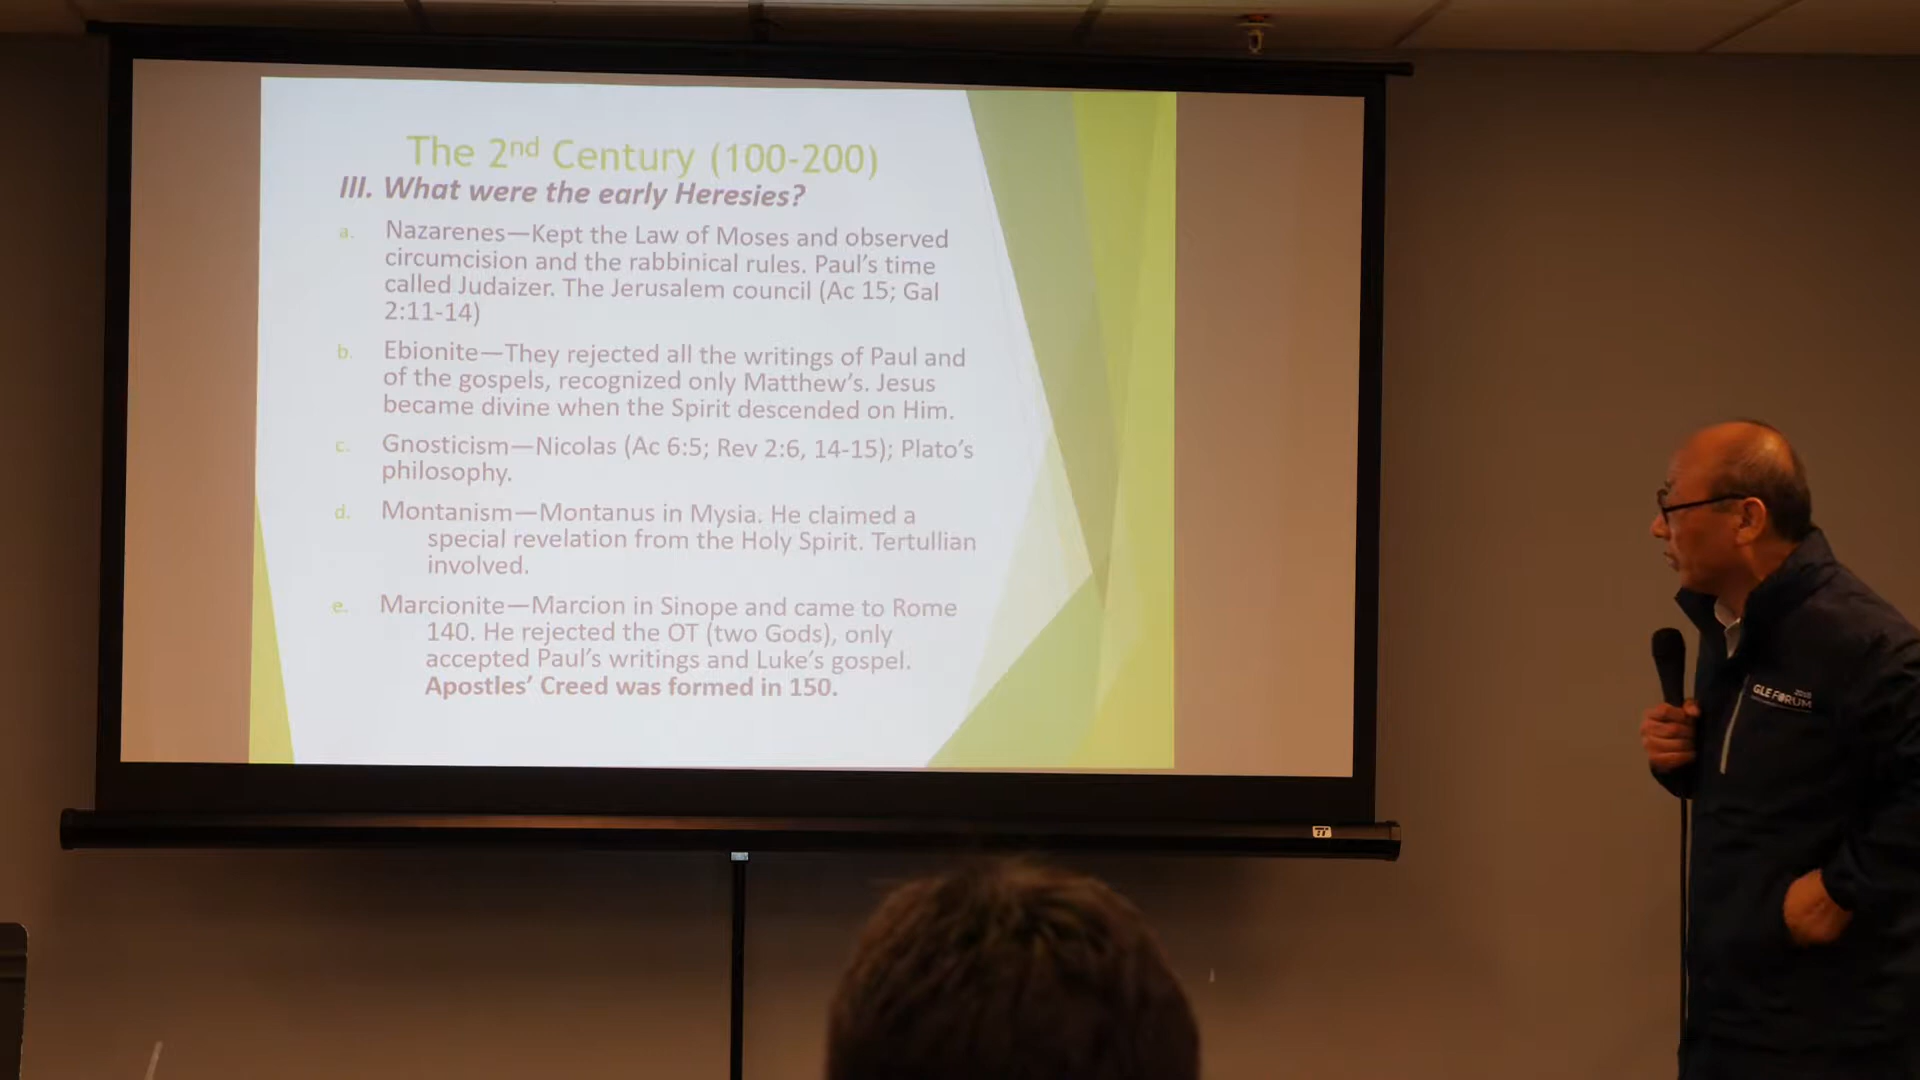 The 2nd Century (100-200)
III. What were the early Heresies?
a. Nazarenes—Kept the Law of Moses and observed
circumcision and the rabbinical rules. Paul's time
called Judaizer. The Jerusalem council (Ac 15; Gal
2:11-14)
b. Ebionite—They rejected all the writings of Paul and
of the gospels, recognized only Matthew's. Jesus
became divine when the Spirit descended on Him.
c. Gnosticism—Nicolas (Ac 6:5; Rev 2:6, 14-15); Plato's
philosophy.
d. Montanism—Montanus in Mysia. He claimed a
special revelation from the Holy Spirit. Tertullian
involved.
e. Marcionite—Marcion in Sinope and came to Rome
140. He rejected the OT (two Gods), only
accepted Paul's writings and Luke's gospel.
Apostles' Creed was formed in 150.
GLE FORUM